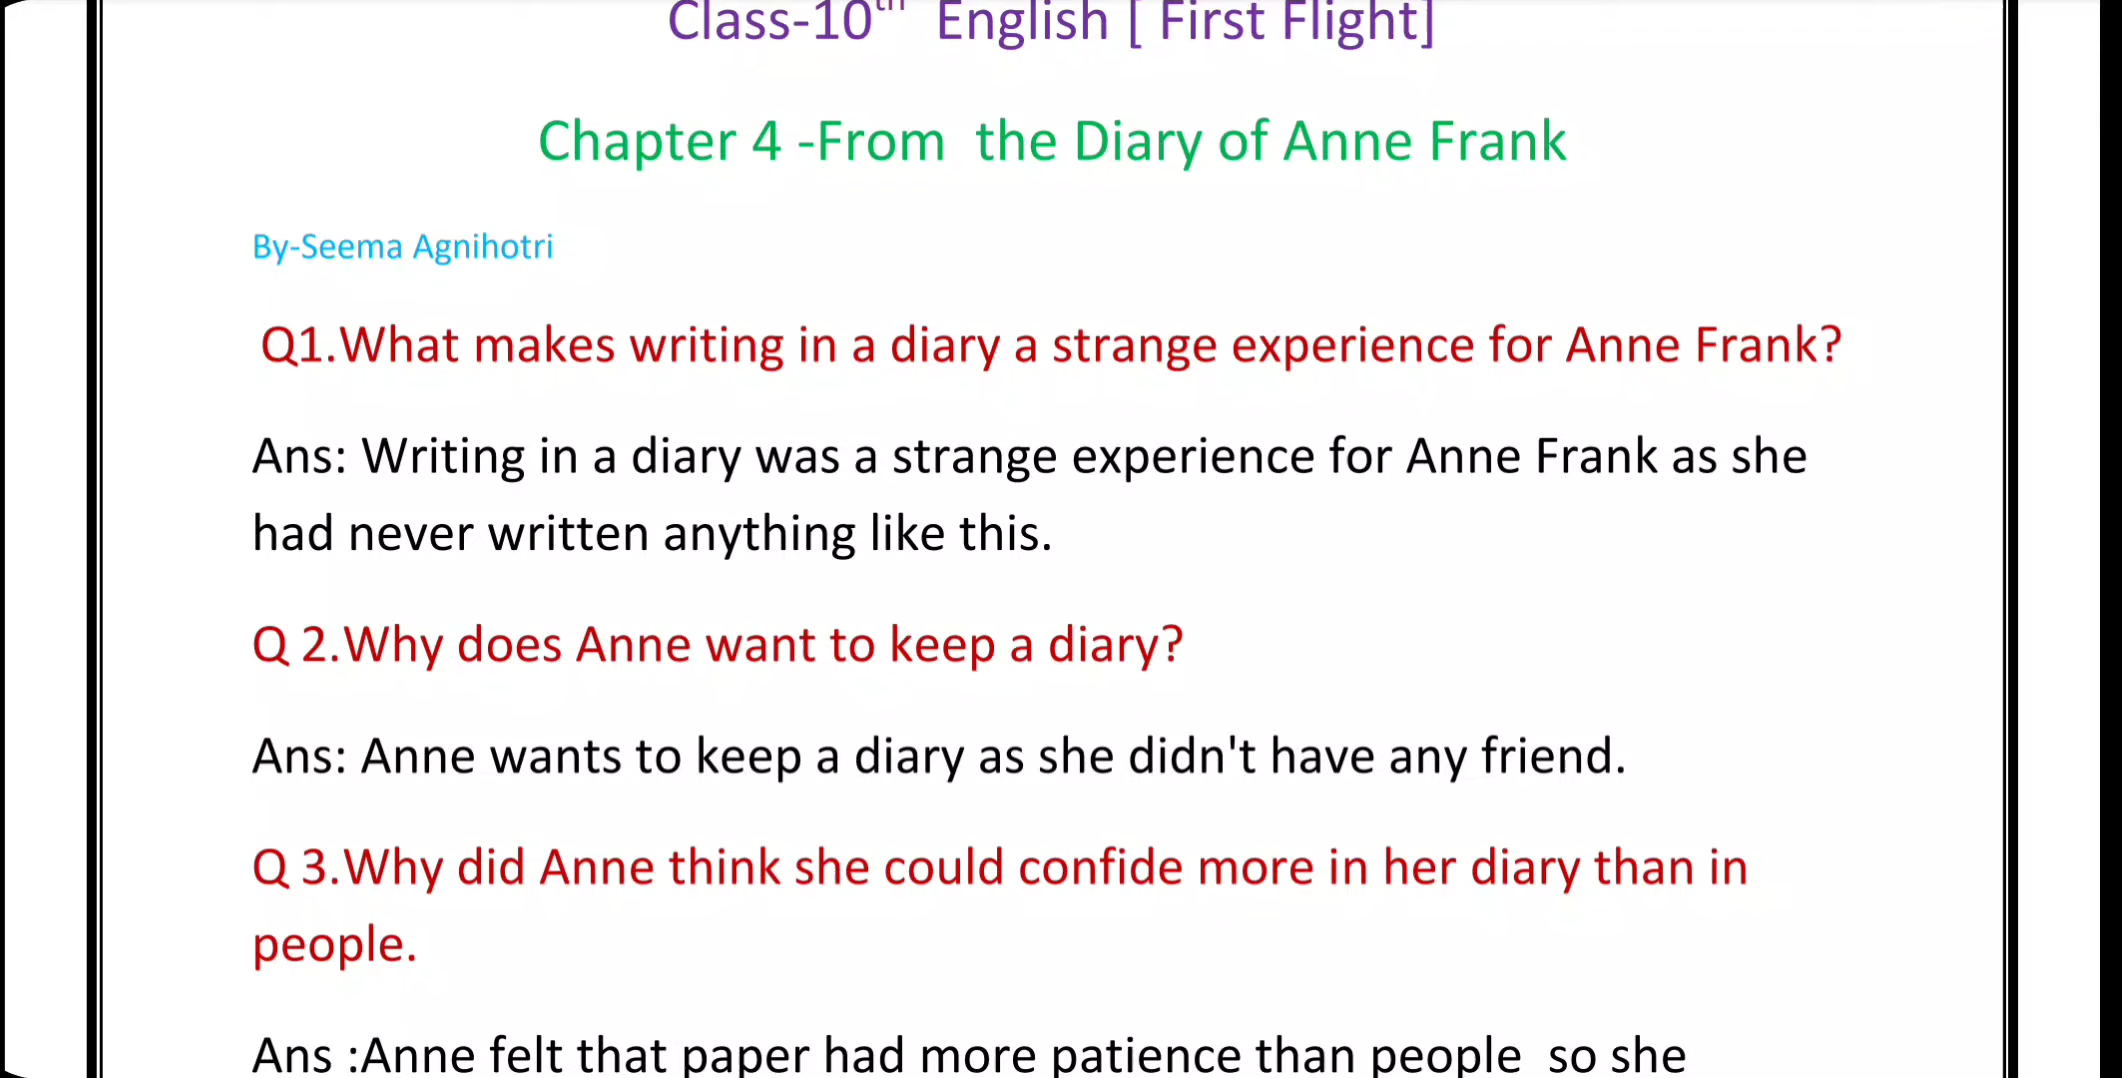 Class-10th English [ First Flight]
Chapter 4 -From the Diary of Anne Frank
By-Seema Agnihotri
Q1.What makes writing in a diary a strange experience for Anne Frank?
Ans: Writing in a diary was a strange experience for Anne Frank as she
had never written anything like this.
Q 2.Why does Anne want to keep a diary?
Ans: Anne wants to keep a diary as she didn't have any friend.
Q 3.Why did Anne think she could confide more in her diary than in
people.
Ans :Anne felt that paper had more patience than people so she